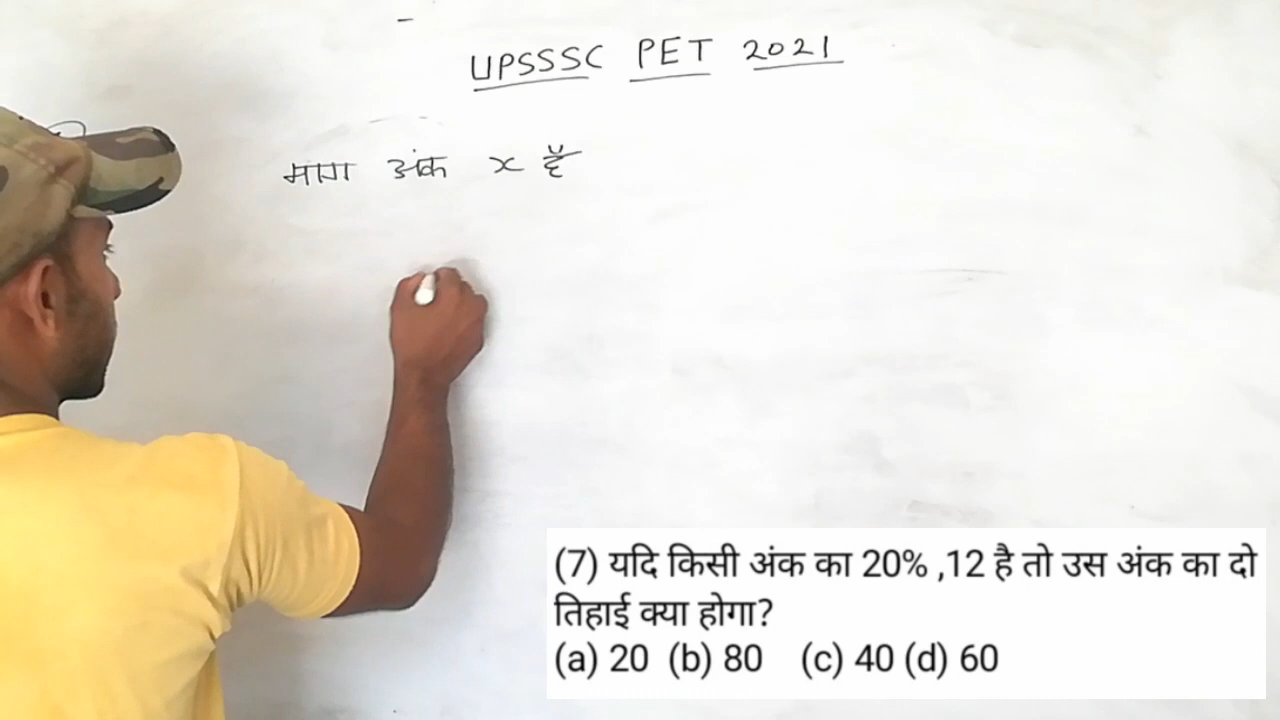 UPSSSC PET 2021
माना अंक x है
(7) यदि किसी अंक का 20% ,12 है तो उस अंक का दो
तिहाई क्या होगा?
(a) 20 (b) 80 (c) 40 (d) 60